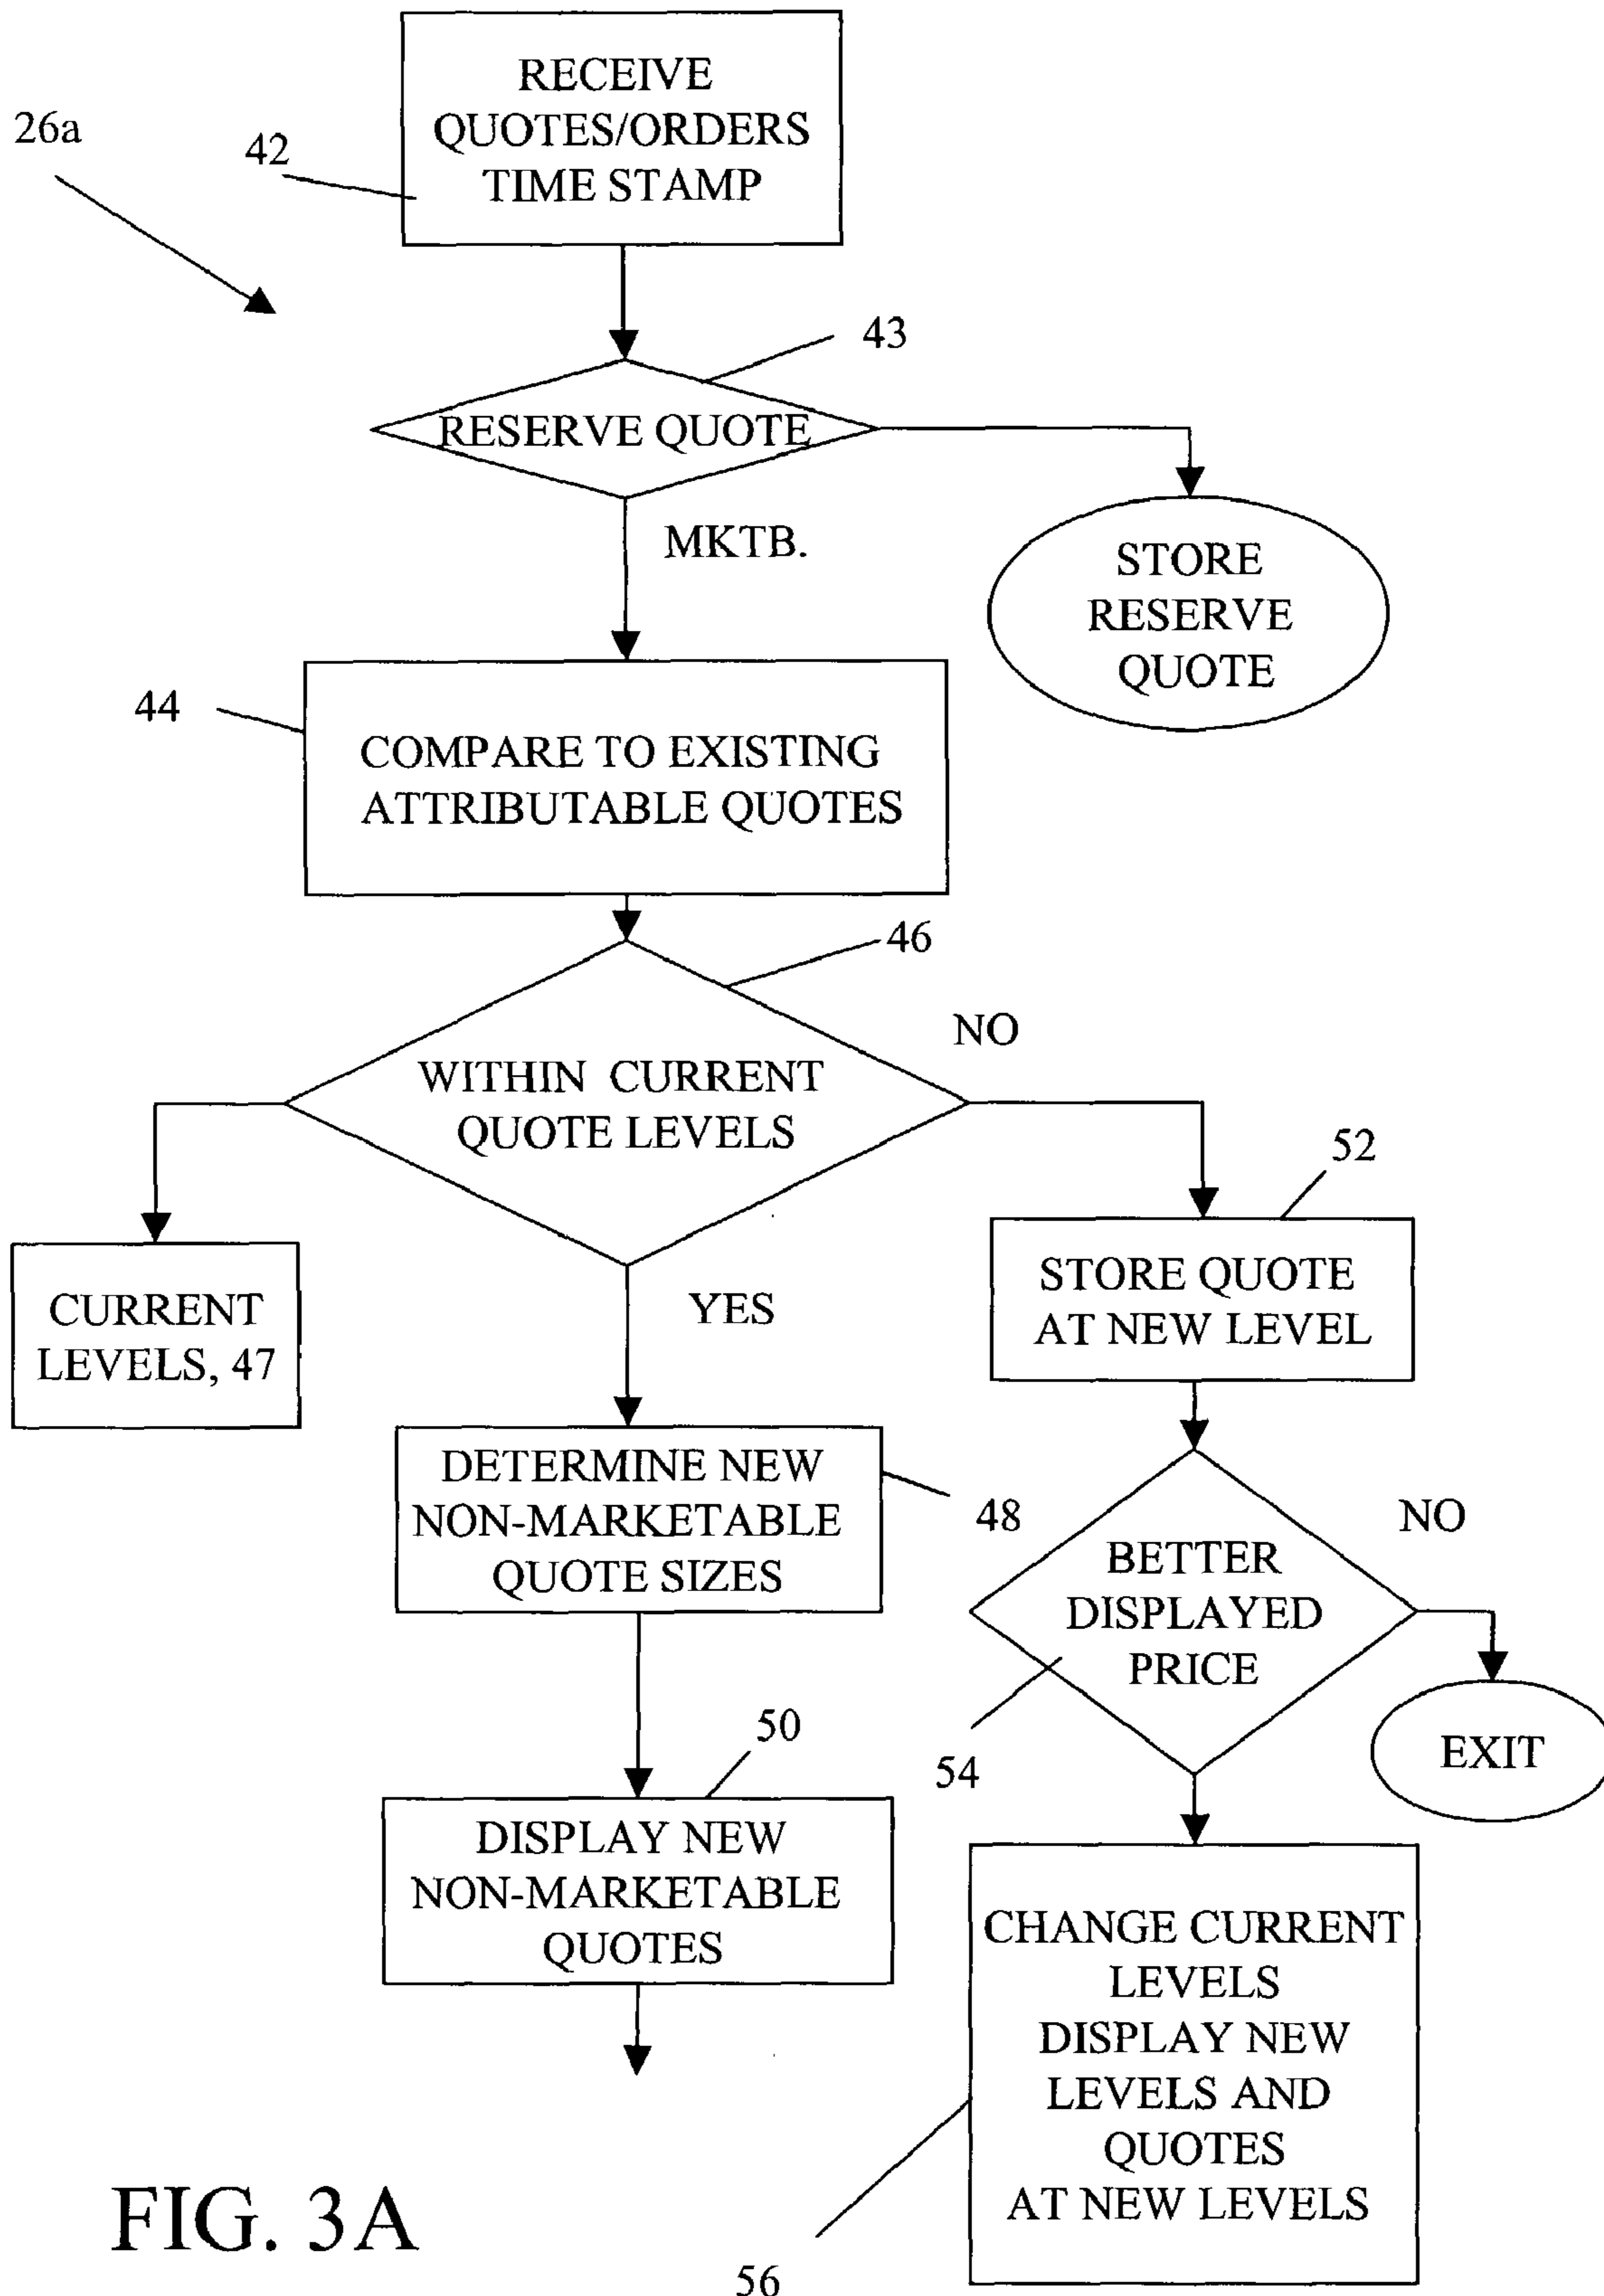 RECEIVE
QUOTES/ORDERS
TIME STAMP
26a
42
43
RESERVE QUOTE
MKTB.
STORE
RESERVE
QUOTE
44
COMPARE TO EXISTING
ATTRIBUTABLE QUOTES
46
NO
WITHIN CURRENT
QUOTE LEVELS
52
CURRENT
LEVELS, 47
YES
STORE QUOTE
AT NEW LEVEL
DETERMINE NEW
NON-MARKETABLE
QUOTE SIZES
48
NO
BETTER
DISPLAYED
PRICE
50
54
EXIT
DISPLAY NEW
NON-MARKETABLE
QUOTES
CHANGE CURRENT
LEVELS
DISPLAY NEW
LEVELS AND
QUOTES
AT NEW LEVELS
FIG. 3A
56